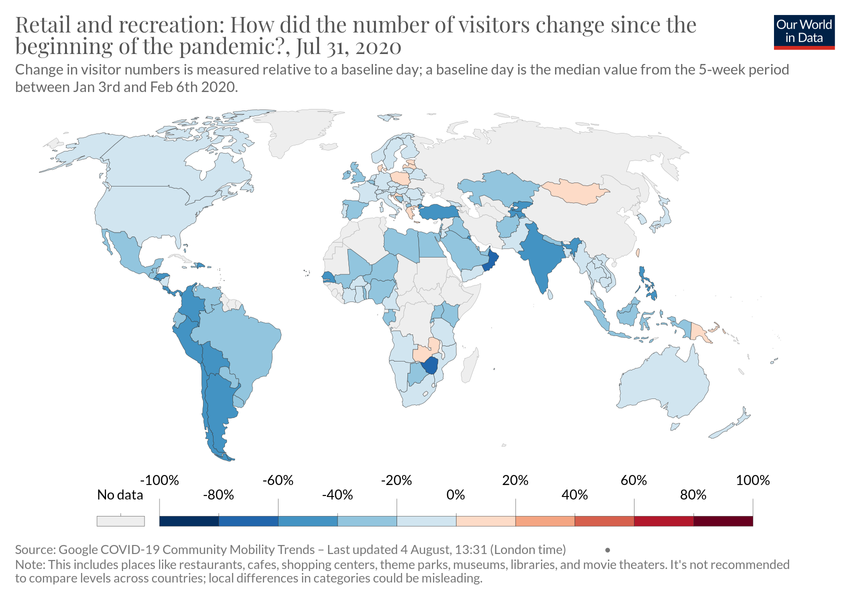 Retail and recreation: How did the number of visitors change since the
beginning of the pandemic?, Jul 31, 2020
Our World
in Data
Change in visitor numbers is measured relative to a baseline day; a baseline day is the median value from the 5-week period
between Jan 3rd and Feb 6th 2020.
-100% -60% -20% 20% 60% 100%
No data -80% -40% 0% 40% 80%
Source: Google COVID-19 Community Mobility Trends – Last updated 4 August, 13:31 (London time)
Note: This includes places like restaurants, cafes, shopping centers, theme parks, museums, libraries, and movie theaters. It's not recommended
to compare levels across countries; local differences in categories could be misleading.